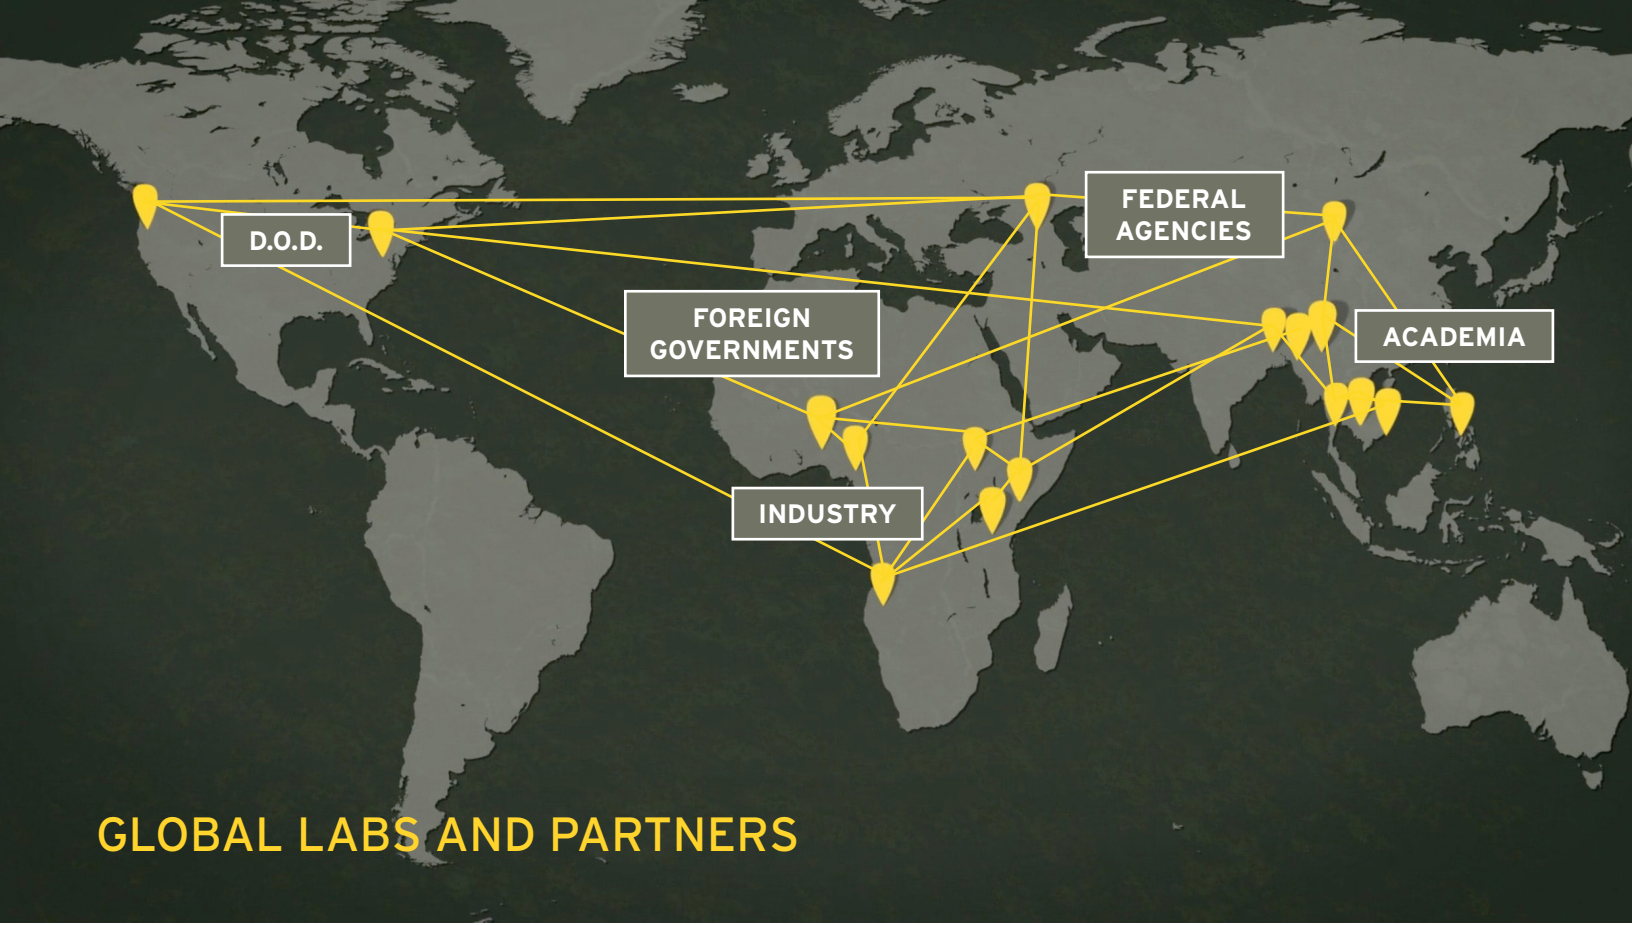 FEDERAL
AGENCIES
D.O.D.
FOREIGN
GOVERNMENTS
ACADEMIA
INDUSTRY
GLOBAL LABS AND PARTNERS